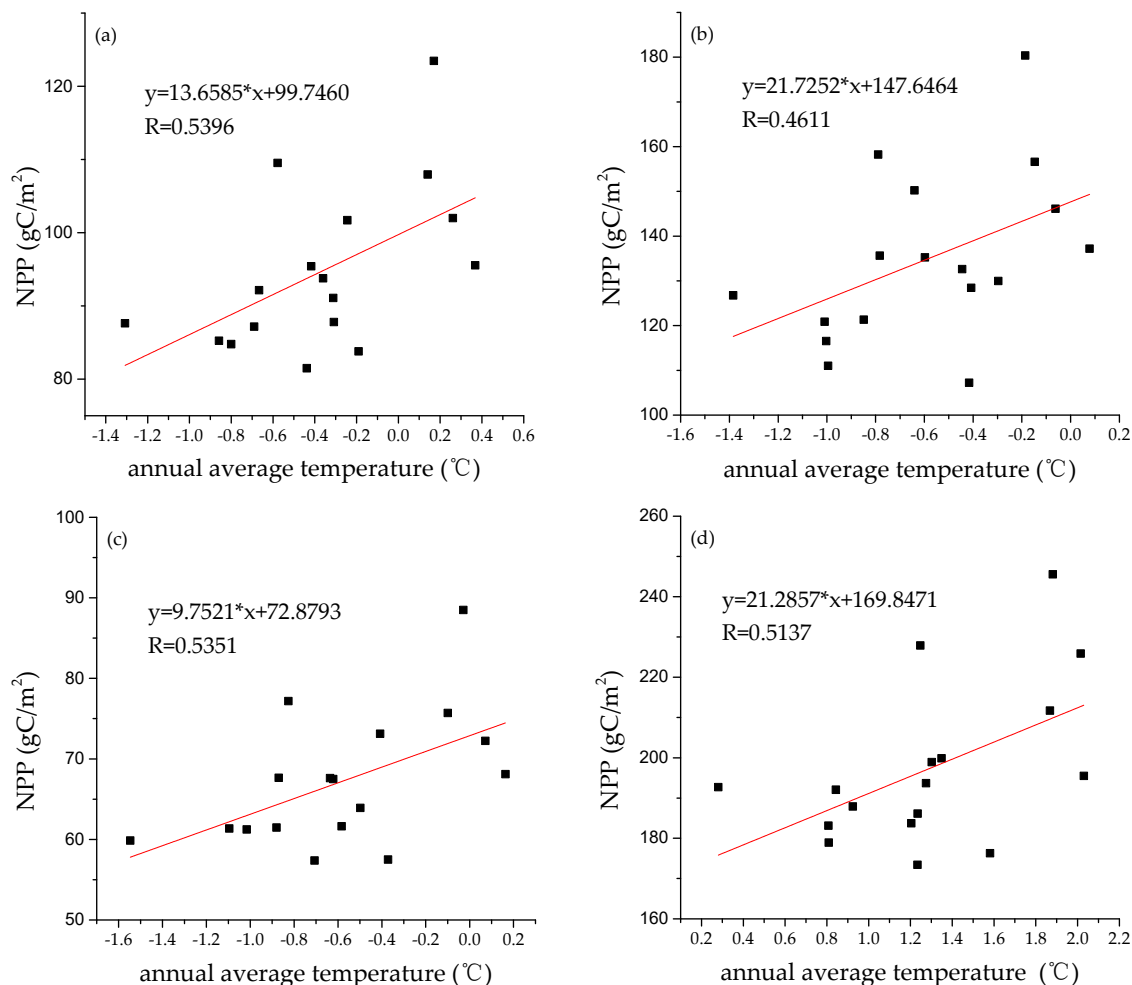 (a)
y=13.6585*x+99.7460
R=0.5396
120
100
80
NPP (gC/m²)
-1.4 -1.2 -1.0 -0.8 -0.6 -0.4 -0.2 0.0 0.2 0.4 0.6
annual average temperature (℃)
(b)
y=21.7252*x+147.6464
R=0.4611
180
160
140
120
100
NPP (gC/m²)
-1.6 -1.4 -1.2 -1.0 -0.8 -0.6 -0.4 -0.2 0.0 0.2
annual average temperature (℃)
(c)
y=9.7521*x+72.8793
R=0.5351
100
90
80
70
60
50
NPP (gC/m²)
-1.6 -1.4 -1.2 -1.0 -0.8 -0.6 -0.4 -0.2 0.0 0.2
annual average temperature (℃)
(d)
y=21.2857*x+169.8471
R=0.5137
260
240
220
200
180
160
NPP (gC/m²)
0.2 0.4 0.6 0.8 1.0 1.2 1.4 1.6 1.8 2.0 2.2
annual average temperature (℃)